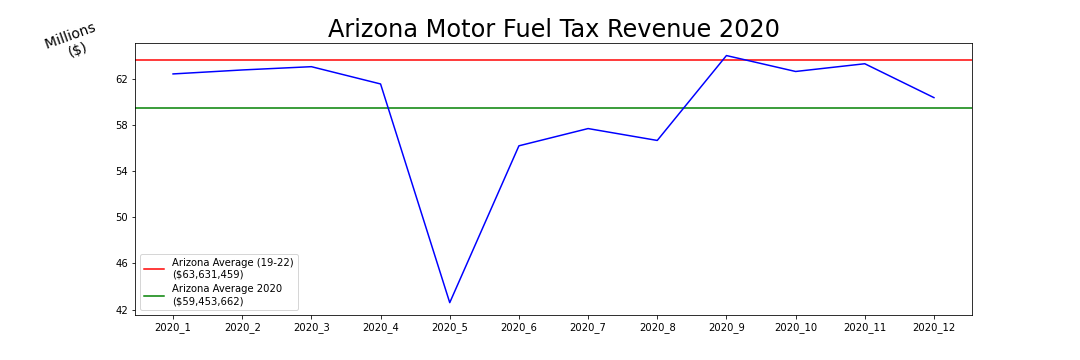 Arizona Motor Fuel Tax Revenue 2020
Millions
($)
62
58
54
50
46
42
Arizona Average (19-22)
($63,631,459)
Arizona Average 2020
($59,453,662)
2020_1 2020_2 2020_3 2020_4 2020_5 2020_6 2020_7 2020_8 2020_9 2020_10 2020_11 2020_12